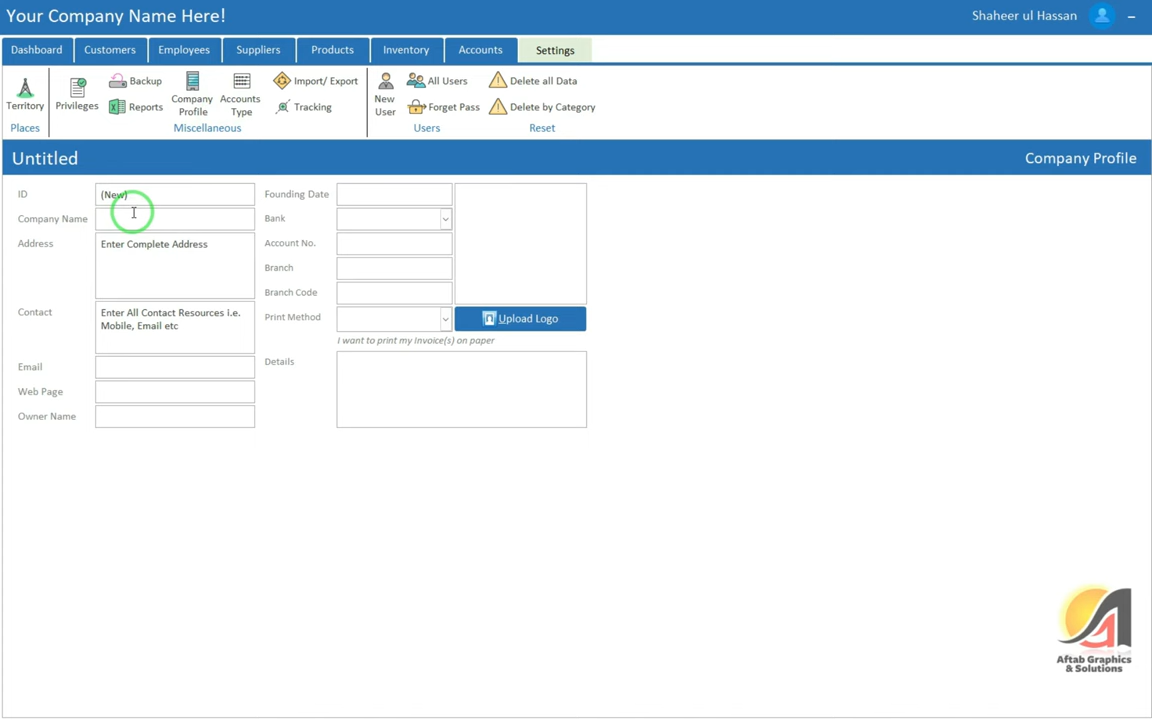 Your Company Name Here!
Shaheer ul Hassan
Dashboard Customers Employees Suppliers Products Inventory Accounts Settings
Territory
Places
Privileges
Backup
Reports
Company Profile
Accounts Type
Import/ Export
Tracking
Miscellaneous
New User
All Users
Forget Pass
Users
Delete all Data
Delete by Category
Reset
Untitled
Company Profile
ID (New)
Company Name
Address Enter Complete Address
Contact Enter All Contact Resources i.e.
Mobile, Email etc
Email
Web Page
Owner Name
Founding Date
Bank
Account No.
Branch
Branch Code
Print Method
Upload Logo
I want to print my Invoice(s) on paper
Details
Aftab Graphics
& Solutions